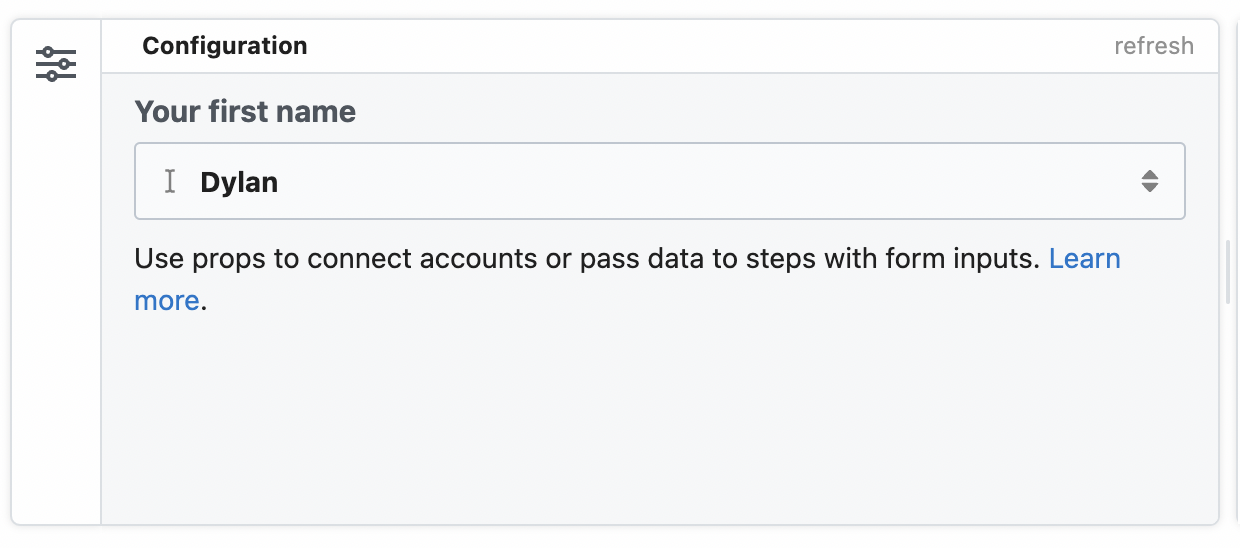 Configuration
refresh
Your first name
Dylan
Use props to connect accounts or pass data to steps with form inputs. Learn
more.